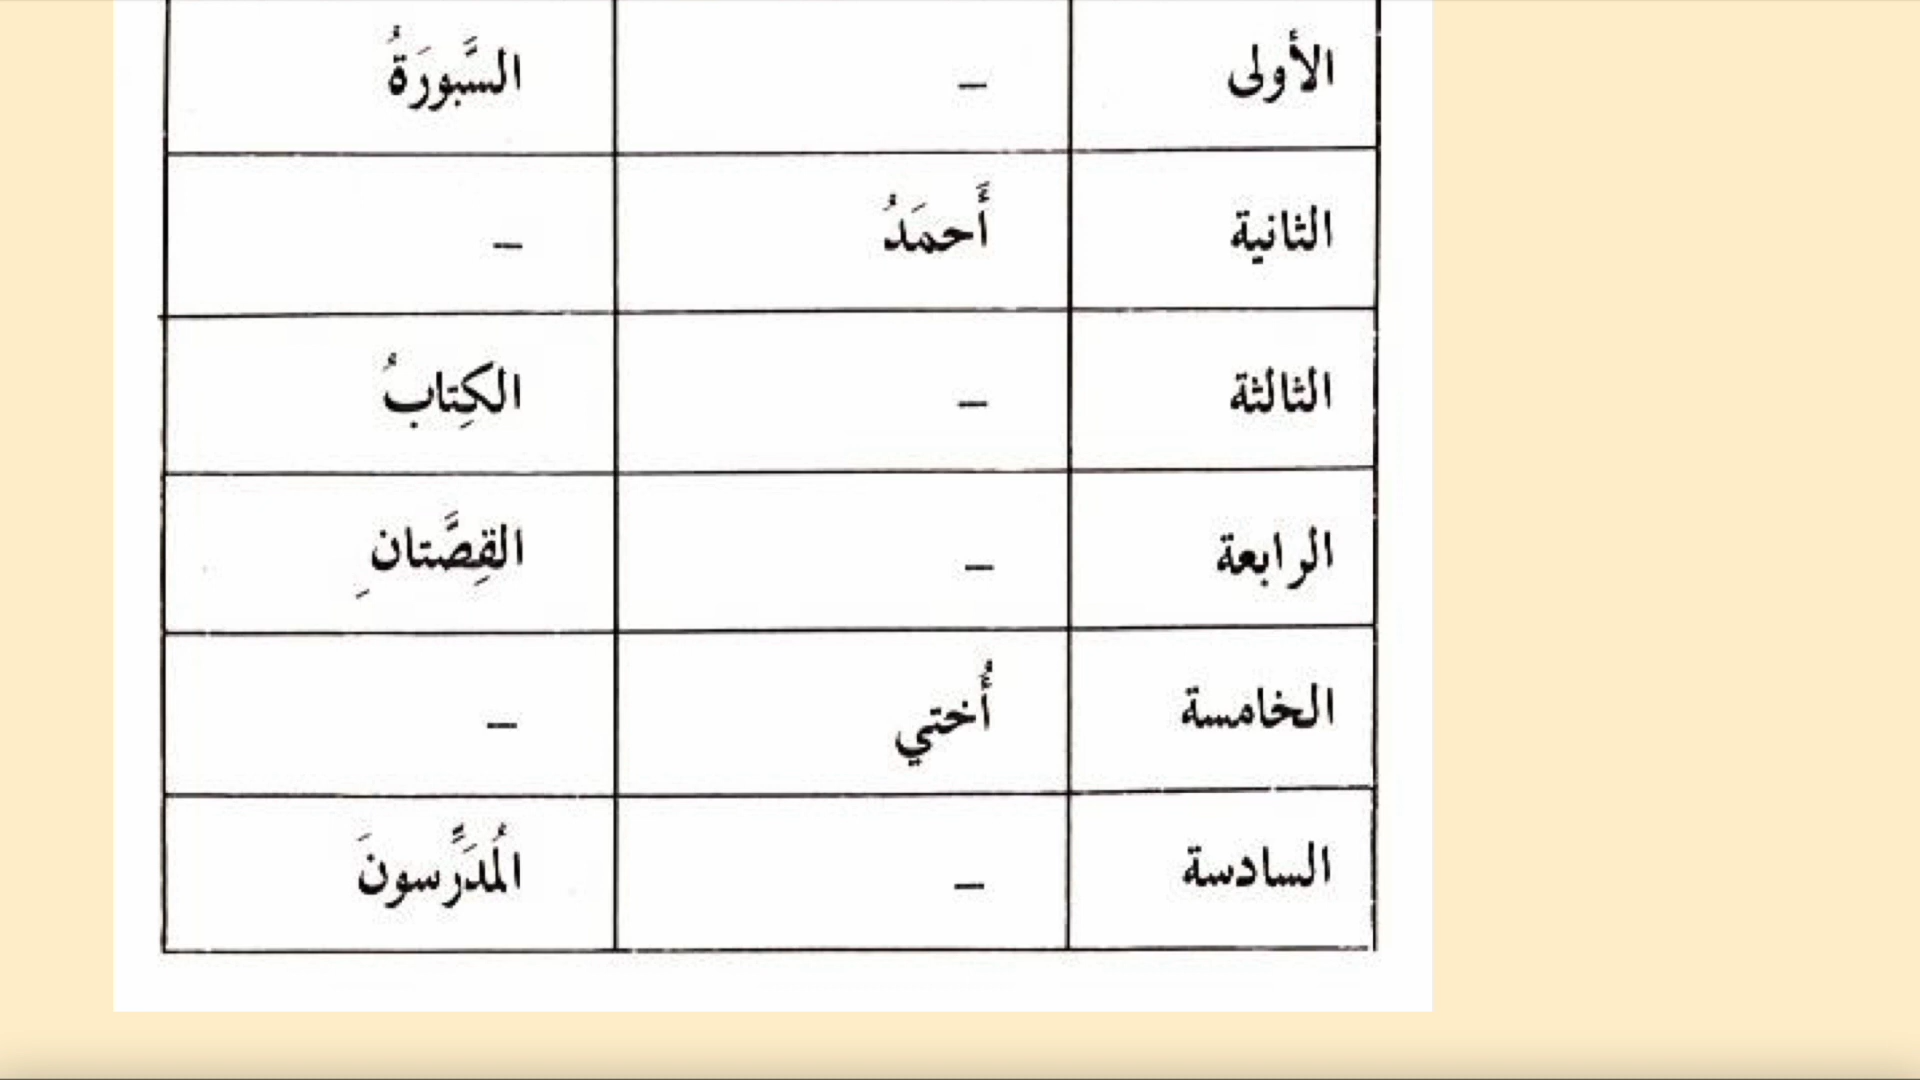 الأولى – السَّبورَةُ
الثانية أَحمَدُ –
الثالثة – الكِتابُ
الرابعة – القِصَّتانِ
الخامسة أُختي –
السادسة – المُدَرِّسونَ